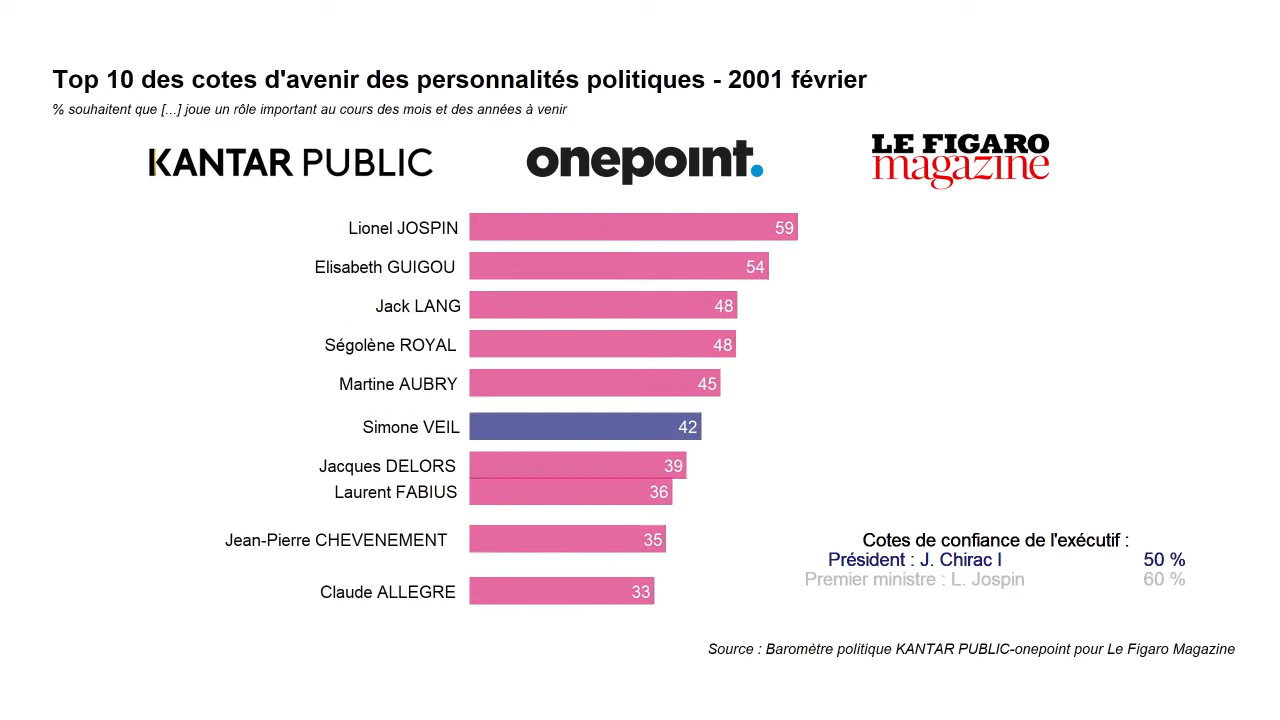 Top 10 des cotes d'avenir des personnalités politiques - 2001 février
% souhaitent que [...] joue un rôle important au cours des mois et des années à venir
KANTAR PUBLIC
onepoint.
LE FIGARO
magazine
Lionel JOSPIN 59
Elisabeth GUIGOU 54
Jack LANG 48
Ségolène ROYAL 48
Martine AUBRY 45
Simone VEIL 42
Jacques DELORS 39
Laurent FABIUS 36
Jean-Pierre CHEVENEMENT 35
Claude ALLEGRE 33
Cotes de confiance de l'exécutif :
Président : J. Chirac I 50 %
Premier ministre : L. Jospin 60 %
Source : Baromètre politique KANTAR PUBLIC-onepoint pour Le Figaro Magazine